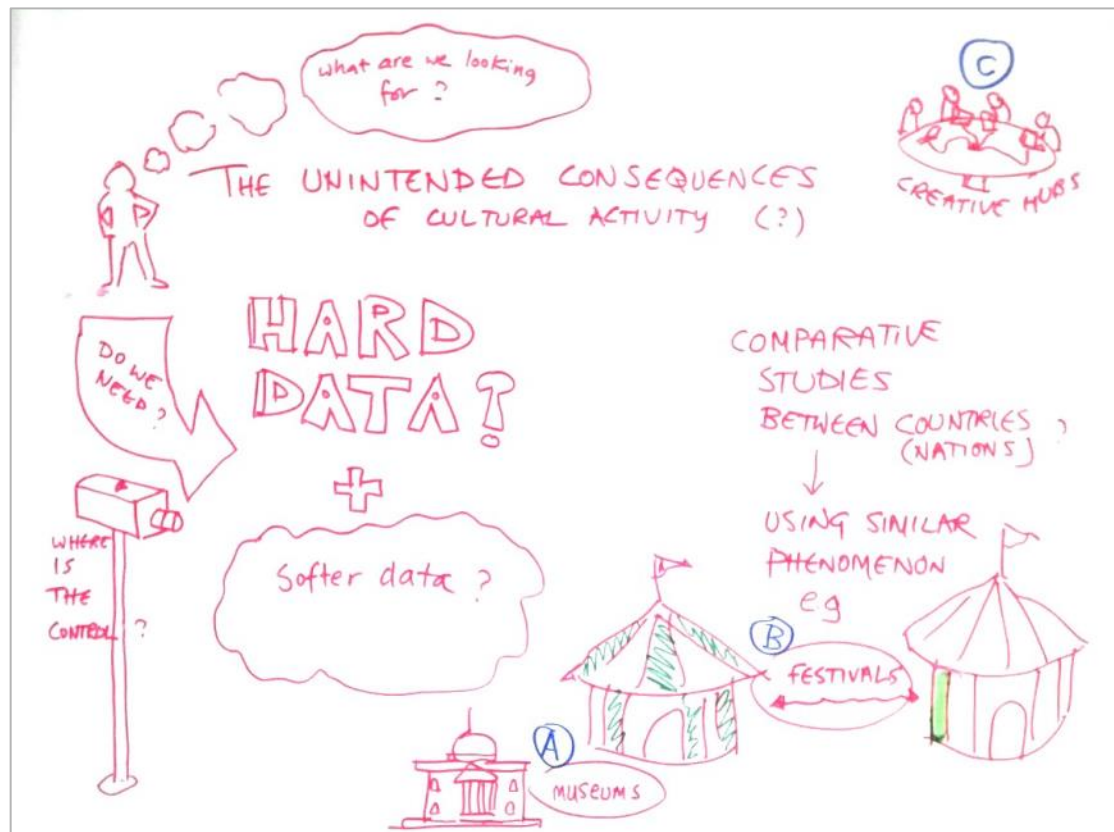 what are we looking
for ?
THE UNINTENDED CONSEQUENCES
OF CULTURAL ACTIVITY (?)
C
CREATIVE HUBS
DO WE
NEED ?
HARD
DATA?
+
Softer data ?
WHERE
IS
THE
CONTROL ?
COMPARATIVE
STUDIES
BETWEEN COUNTRIES ?
(NATIONS)
USING SIMILAR
PHENOMENON
e.g
B
FESTIVALS
A
MUSEUMS